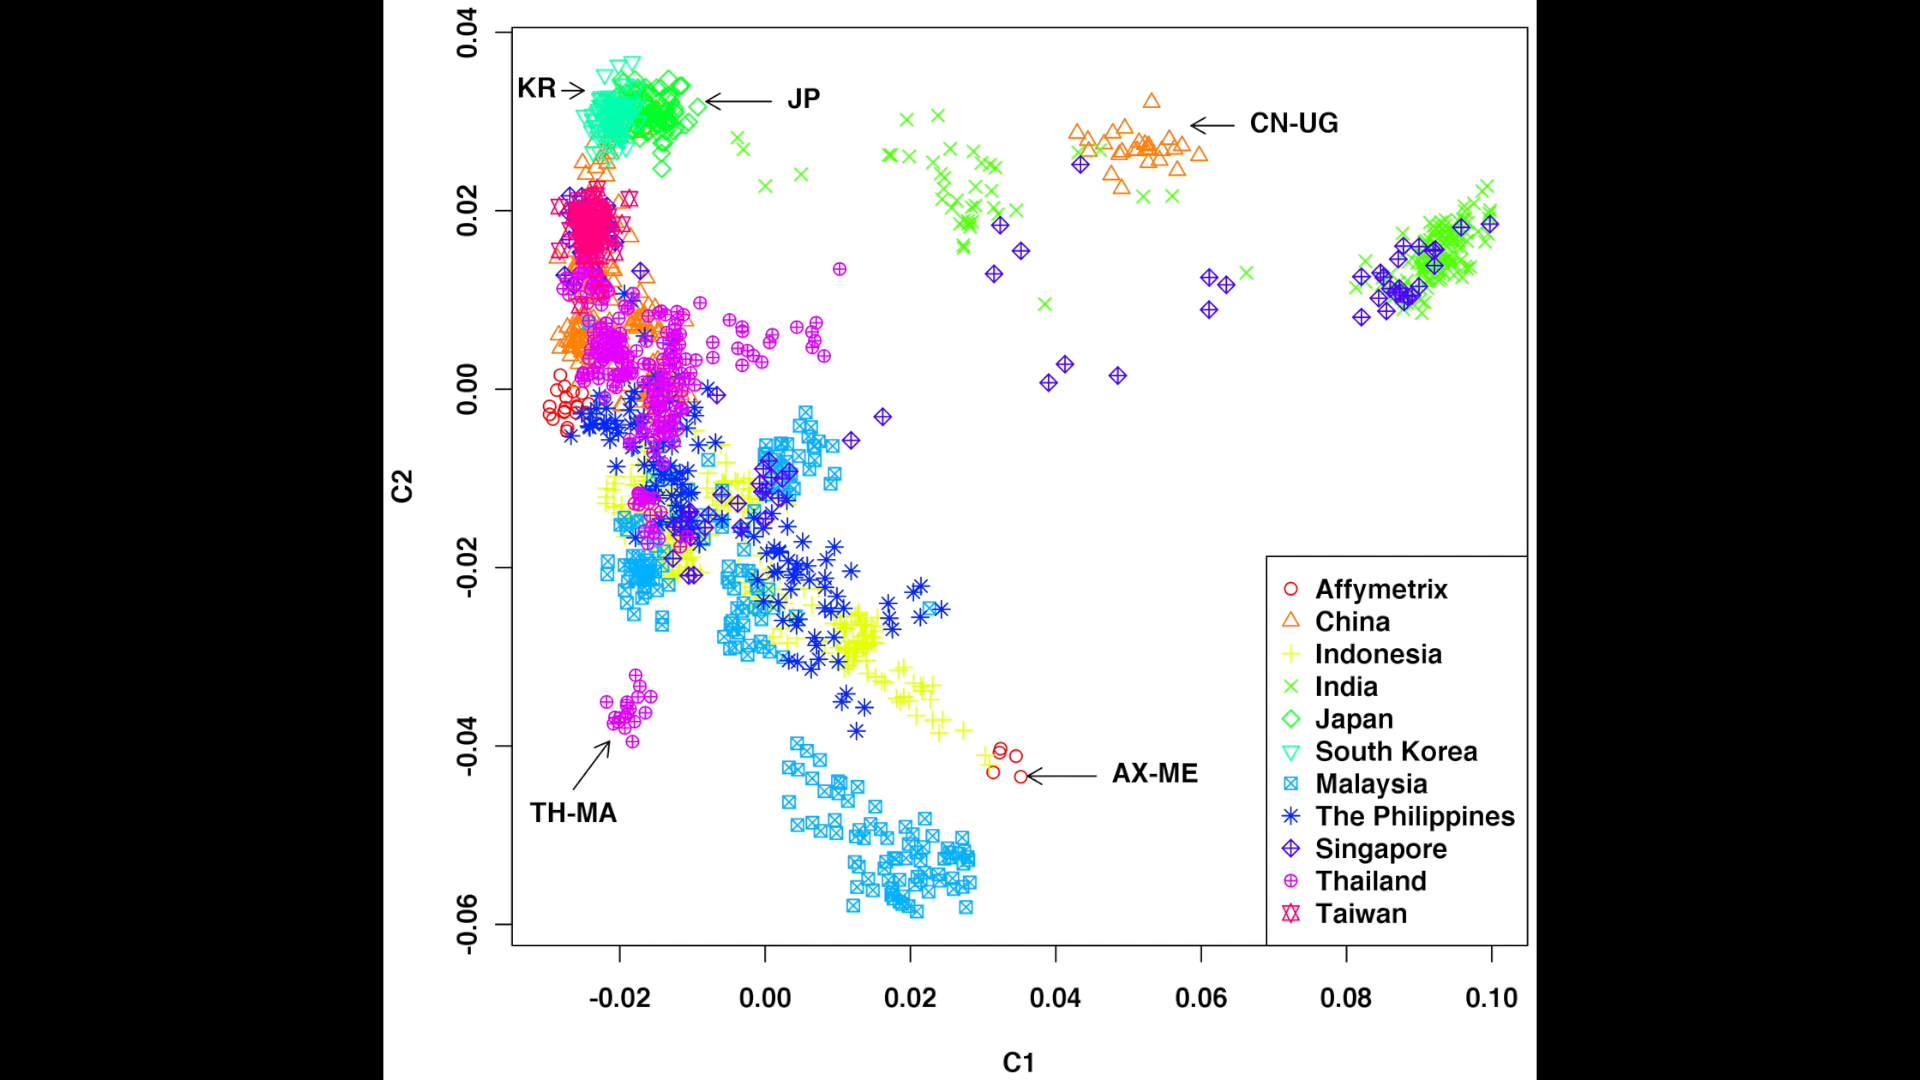 0.04
KR
JP
CN-UG
0.02
0.00
C2
-0.02
-0.04
-0.06
TH-MA
AX-ME
Affymetrix
China
Indonesia
India
Japan
South Korea
Malaysia
The Philippines
Singapore
Thailand
Taiwan
-0.02 0.00 0.02 0.04 0.06 0.08 0.10
C1